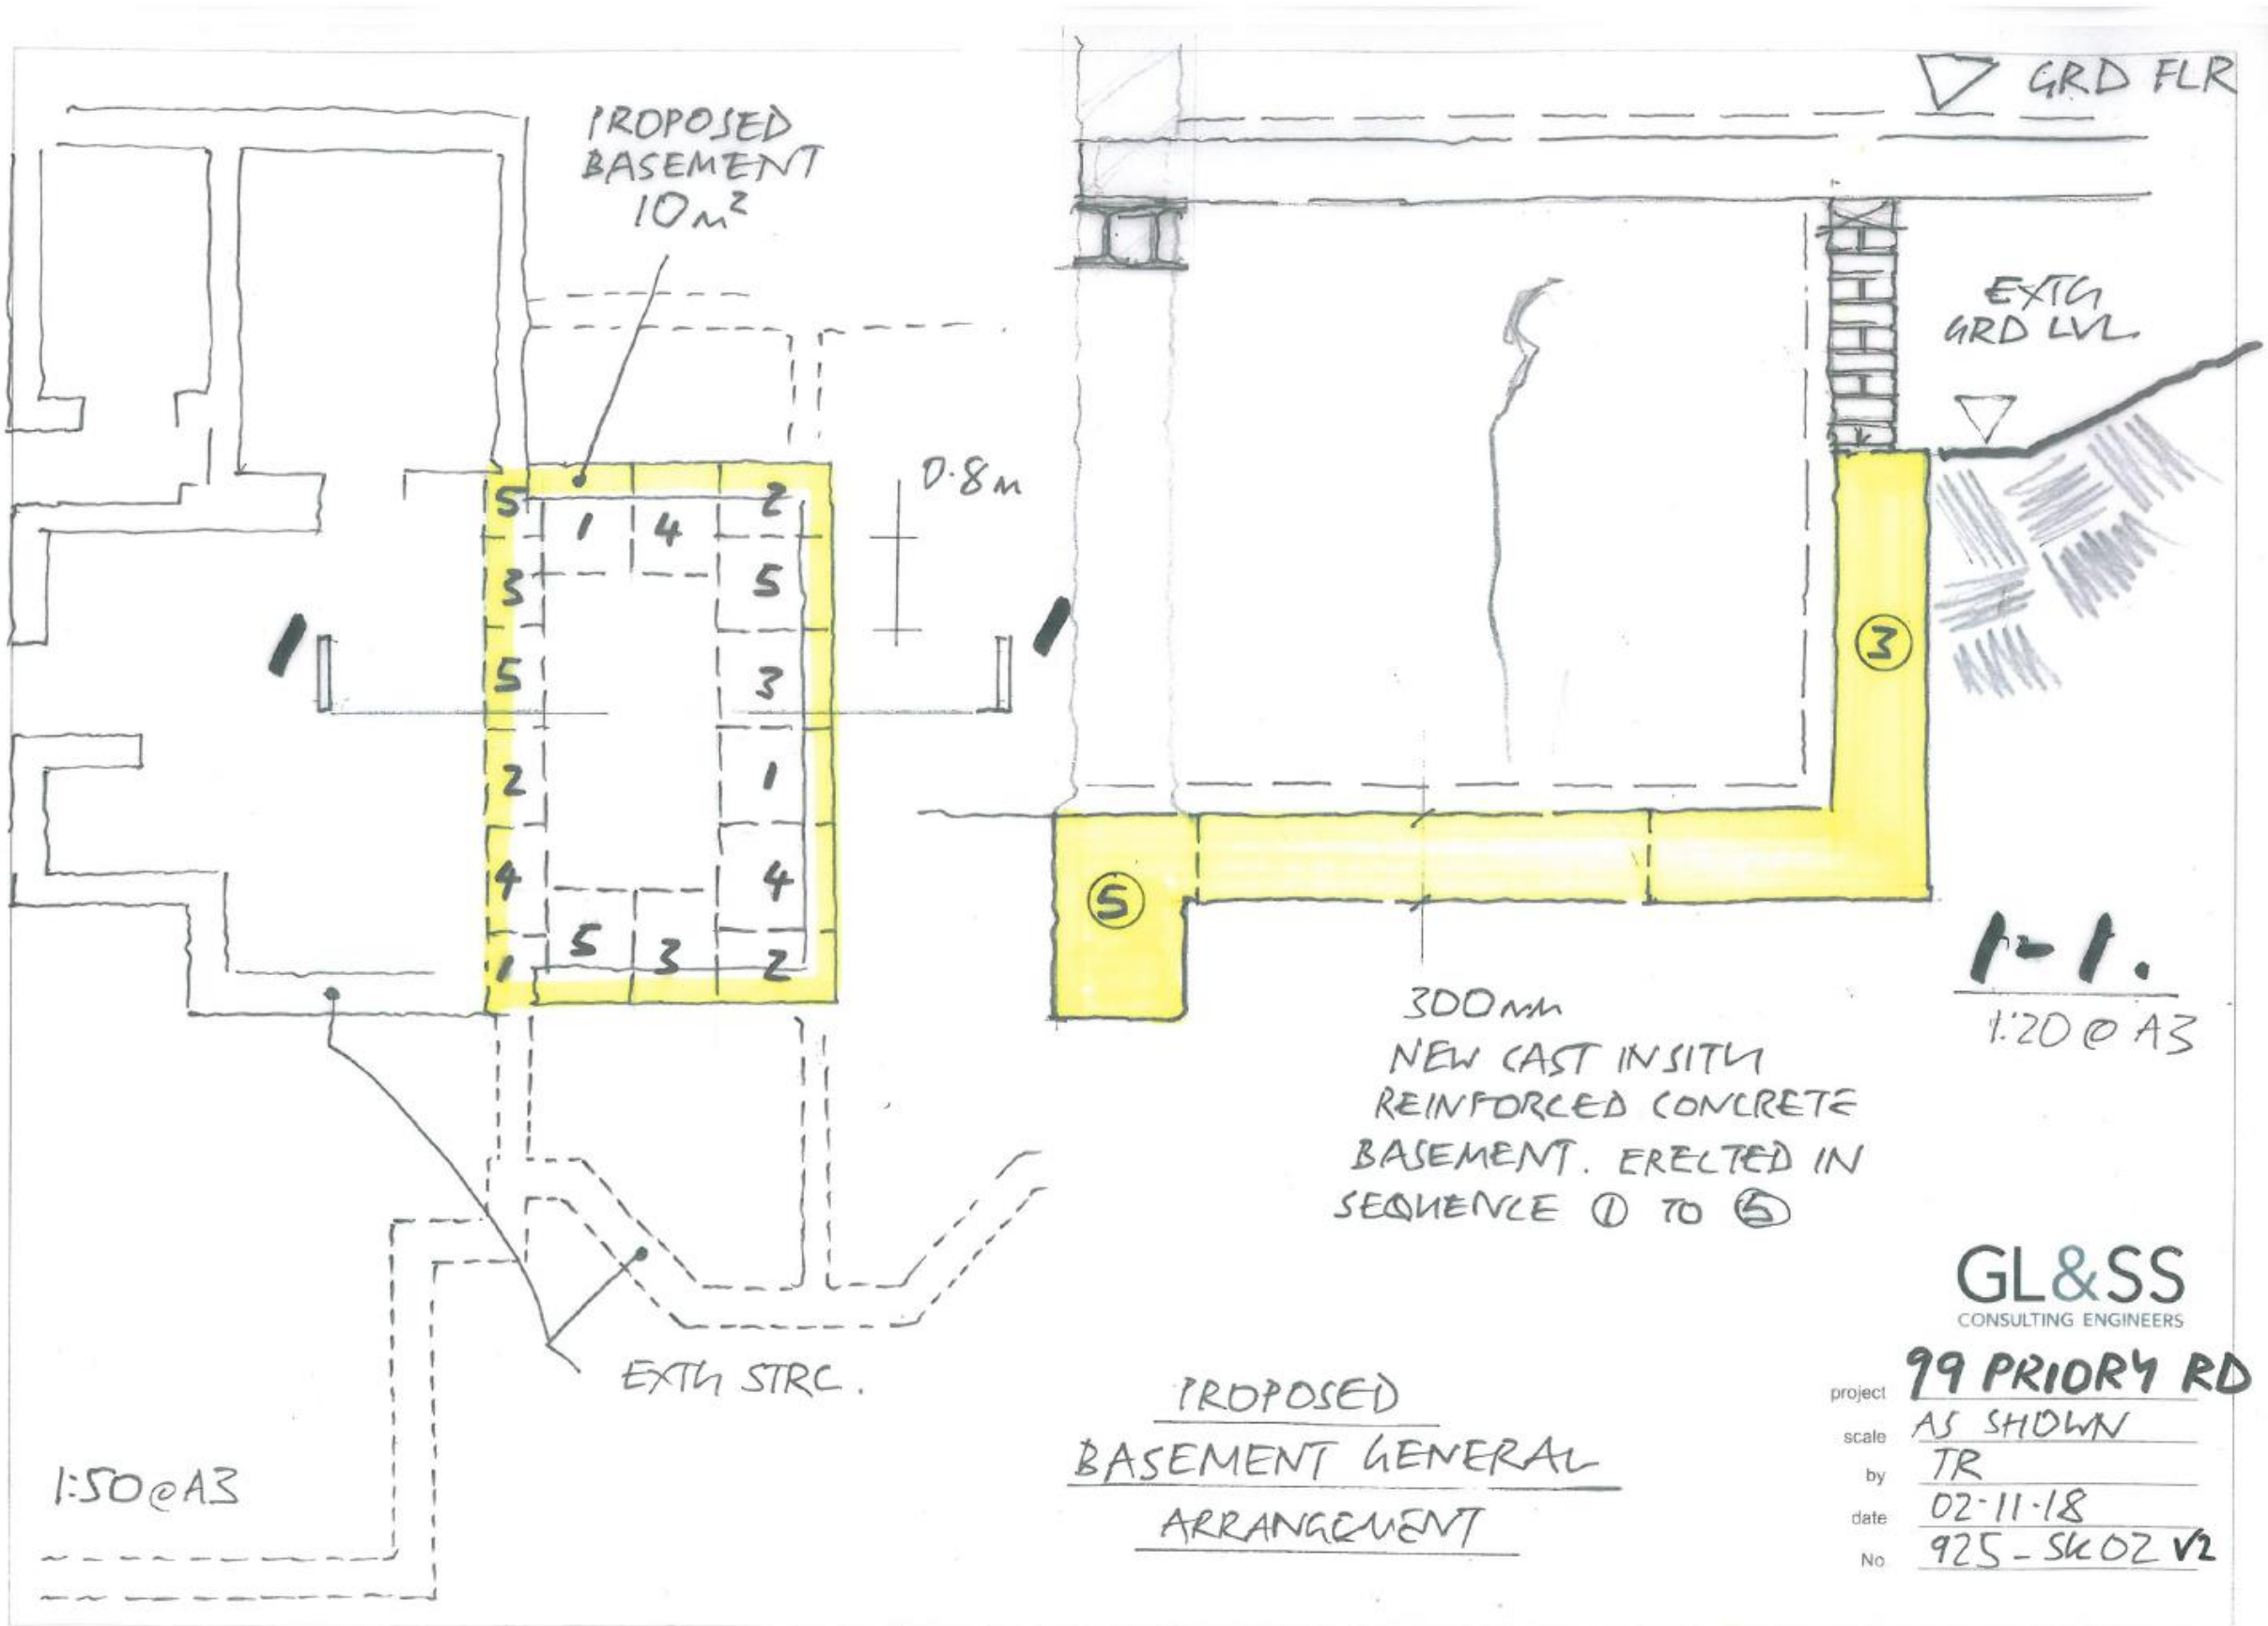 PROPOSED
BASEMENT
10m²
GRD FLR
EXTG
GRD LVL
0.8m
5
1
4
2
3
5
5
3
2
1
4
4
1
5
3
2
3
5
1-1.
1:20 @ A3
300mm
NEW CAST INSITU
REINFORCED CONCRETE
BASEMENT. ERECTED IN
SEQUENCE ① TO ⑤
EXTG STRC.
1:50@A3
PROPOSED
BASEMENT GENERAL
ARRANGEMENT
GL&SS
CONSULTING ENGINEERS
project 99 PRIORY RD
scale AS SHOWN
by TR
date 02-11-18
No 925-SK02 V2